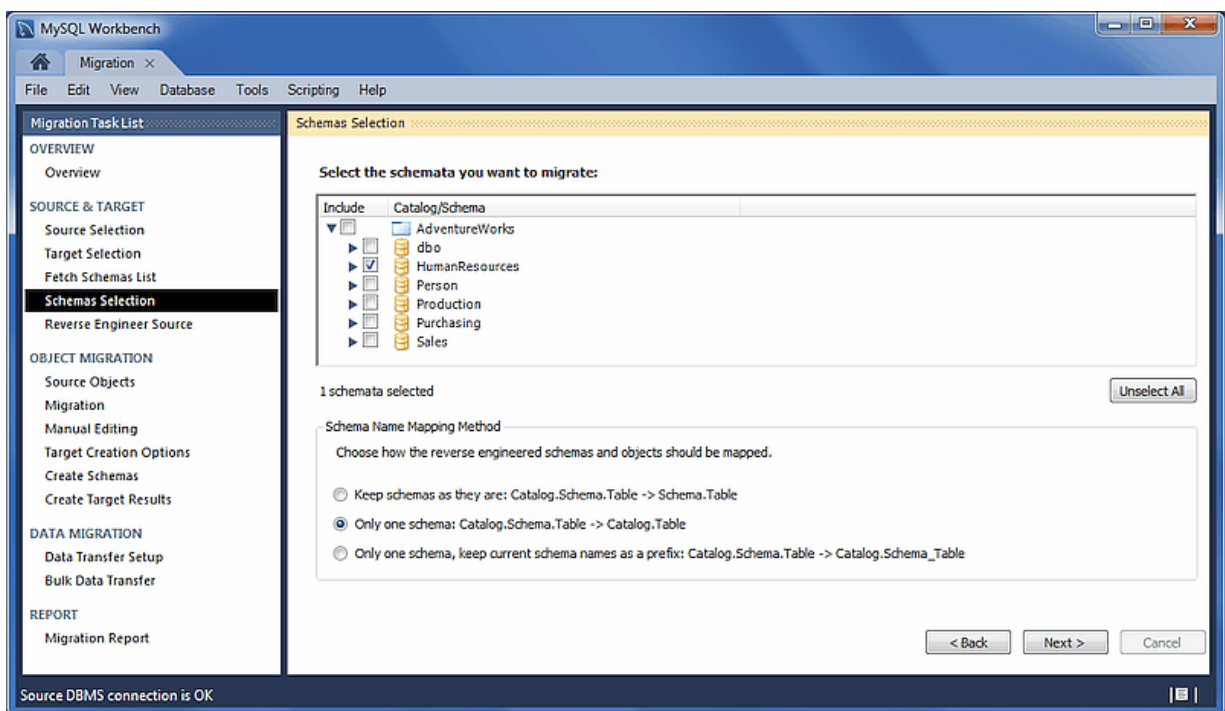 MySQL Workbench
Migration
File Edit View Database Tools Scripting Help
Migration Task List
OVERVIEW
Overview
SOURCE & TARGET
Source Selection
Target Selection
Fetch Schemas List
Schemas Selection
Reverse Engineer Source
OBJECT MIGRATION
Source Objects
Migration
Manual Editing
Target Creation Options
Create Schemas
Create Target Results
DATA MIGRATION
Data Transfer Setup
Bulk Data Transfer
REPORT
Migration Report
Schemas Selection
Select the schemata you want to migrate:
Include Catalog/Schema
AdventureWorks
dbo
HumanResources
Person
Production
Purchasing
Sales
1 schemata selected
Unselect All
Schema Name Mapping Method
Choose how the reverse engineered schemas and objects should be mapped.
Keep schemas as they are: Catalog.Schema.Table -> Schema.Table
Only one schema: Catalog.Schema.Table -> Catalog.Table
Only one schema, keep current schema names as a prefix: Catalog.Schema.Table -> Catalog.Schema_Table
< Back Next > Cancel
Source DBMS connection is OK